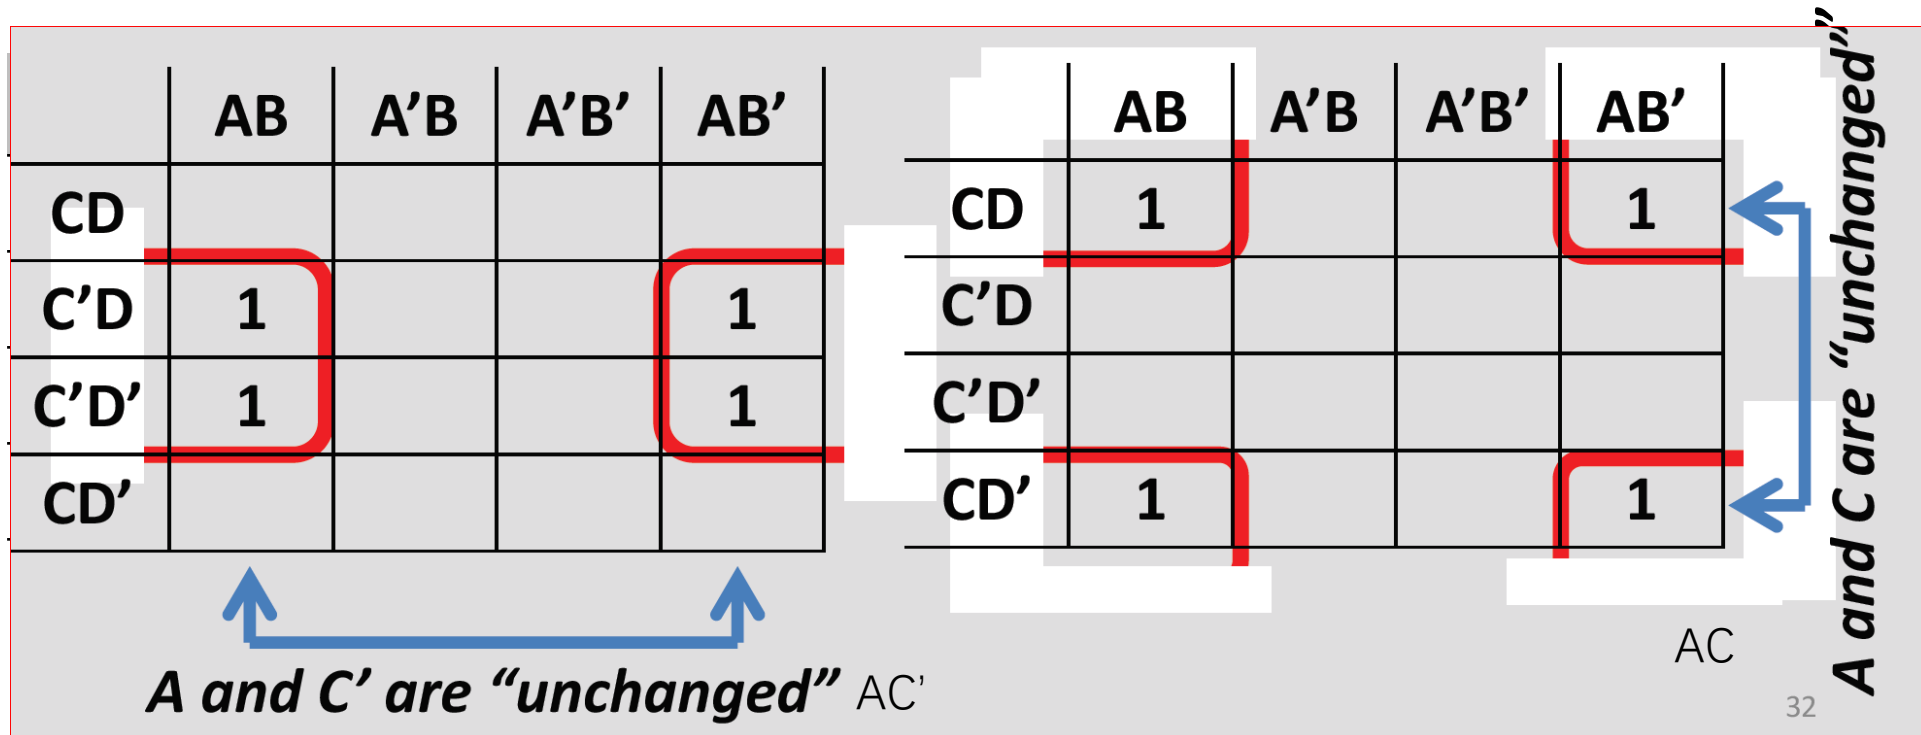 AB A’B A’B’ AB’
CD
C’D 1 1
C’D’ 1 1
CD’
A and C’ are “unchanged” AC’
AB A’B A’B’ AB’
CD 1 1
C’D
C’D’
CD’ 1 1
AC
A and C are “unchanged”
32